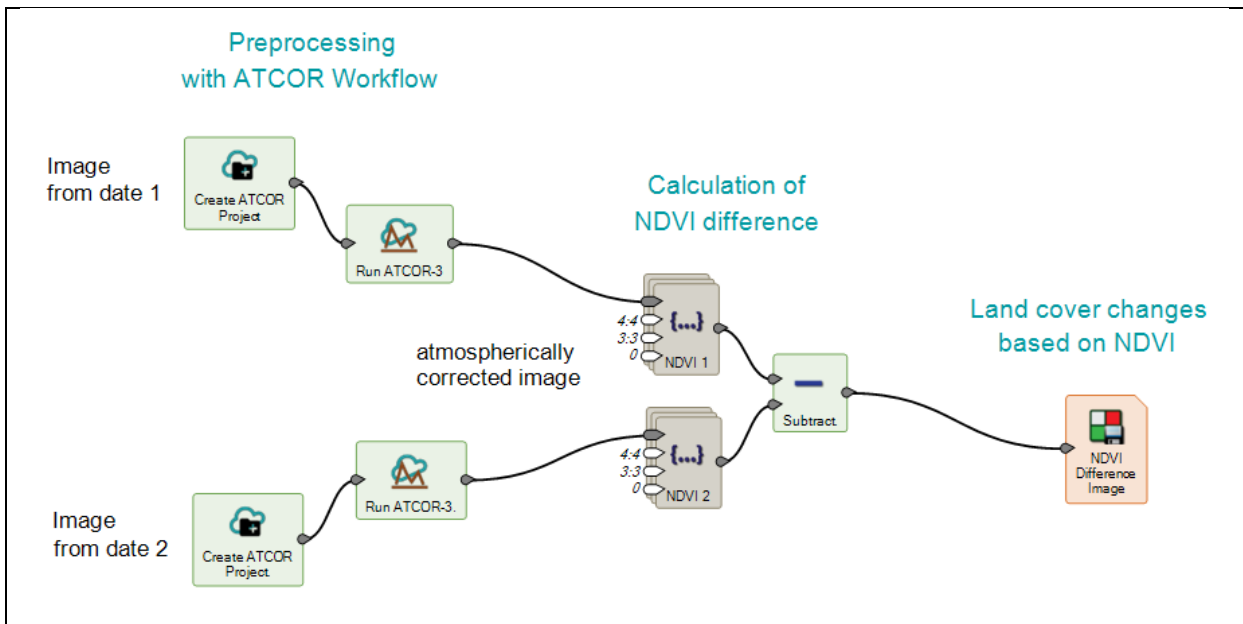 Preprocessing
with ATCOR Workflow
Image
from date 1
Create ATCOR
Project
Run ATCOR-3
Calculation of
NDVI difference
4:4
3:3
0
{...}
NDVI 1
atmospherically
corrected image
Subtract
Land cover changes
based on NDVI
NDVI
Difference
Image
4:4
3:3
0
{...}
NDVI 2
Run ATCOR-3.
Image
from date 2
Create ATCOR
Project